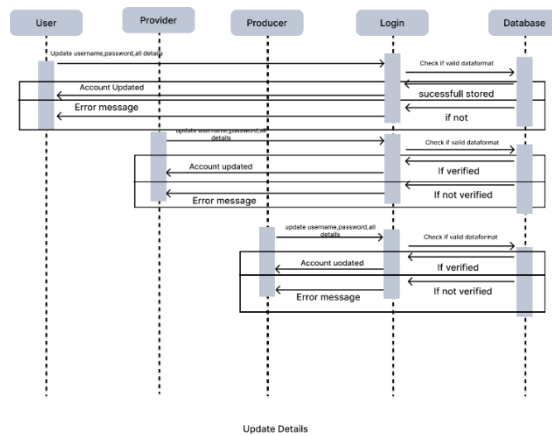 User
Provider
Producer
Login
Database
Update username,password,all details
Check if valid dataformat
Account Updated
sucessfull stored
Error message
if not
update username,password,all
details
Check if valid dataformat
Account updated
If verified
Error message
If not verified
update username,password,all
details
Check if valid dataformat
Account uodated
If verified
Error message
If not verified
Update Details